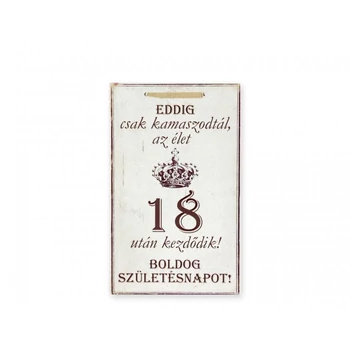 EDDIG
csak kamaszodtál,
az élet
18
után kezdődik!
BOLDOG
SZÜLETÉSNAPOT!